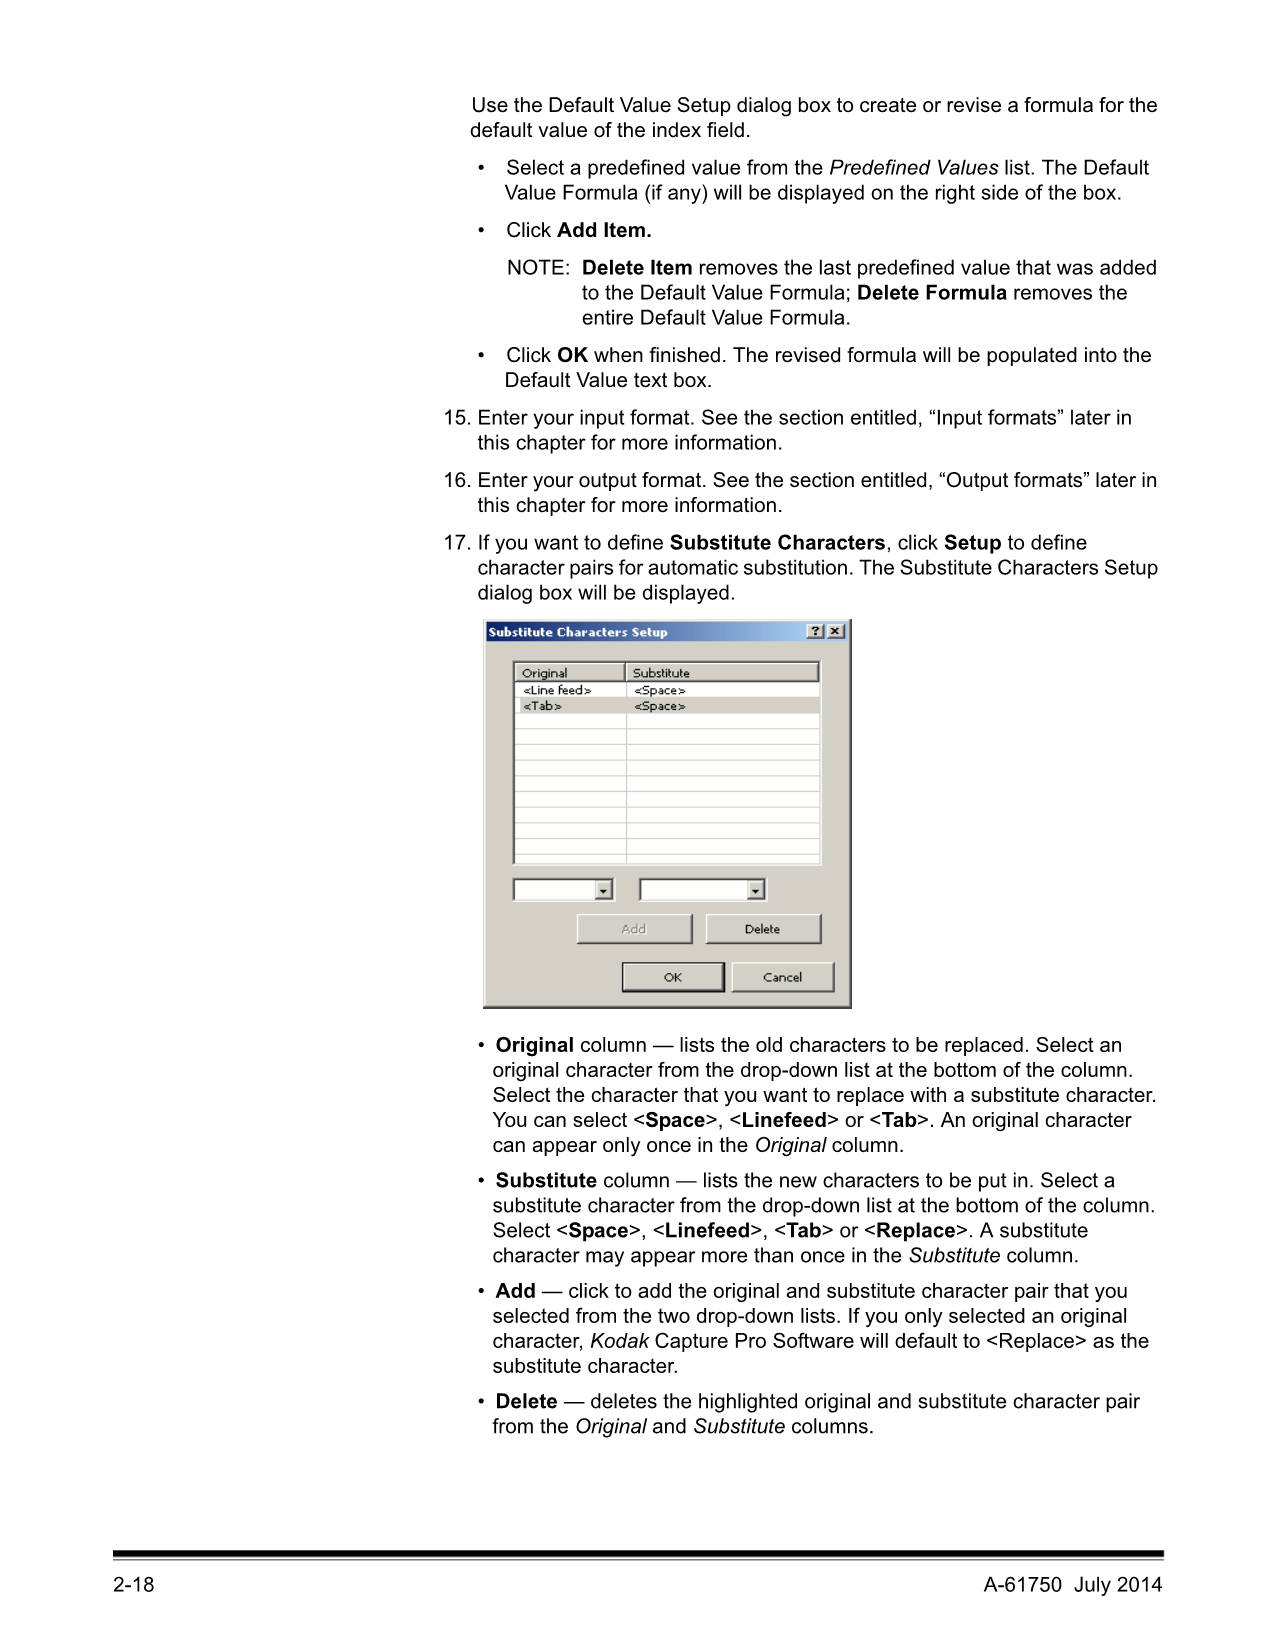 Use the Default Value Setup dialog box to create or revise a formula for the
default value of the index field.
• Select a predefined value from the Predefined Values list. The Default
Value Formula (if any) will be displayed on the right side of the box.
• Click Add Item.
NOTE: Delete Item removes the last predefined value that was added
to the Default Value Formula; Delete Formula removes the
entire Default Value Formula.
• Click OK when finished. The revised formula will be populated into the
Default Value text box.
15. Enter your input format. See the section entitled, “Input formats” later in
this chapter for more information.
16. Enter your output format. See the section entitled, “Output formats” later in
this chapter for more information.
17. If you want to define Substitute Characters, click Setup to define
character pairs for automatic substitution. The Substitute Characters Setup
dialog box will be displayed.
Substitute Characters Setup
Original Substitute
<Line feed> <Space>
<Tab> <Space>
Add Delete
OK Cancel
• Original column — lists the old characters to be replaced. Select an
original character from the drop-down list at the bottom of the column.
Select the character that you want to replace with a substitute character.
You can select <Space>, <Linefeed> or <Tab>. An original character
can appear only once in the Original column.
• Substitute column — lists the new characters to be put in. Select a
substitute character from the drop-down list at the bottom of the column.
Select <Space>, <Linefeed>, <Tab> or <Replace>. A substitute
character may appear more than once in the Substitute column.
• Add — click to add the original and substitute character pair that you
selected from the two drop-down lists. If you only selected an original
character, Kodak Capture Pro Software will default to <Replace> as the
substitute character.
• Delete — deletes the highlighted original and substitute character pair
from the Original and Substitute columns.
2-18 A-61750 July 2014